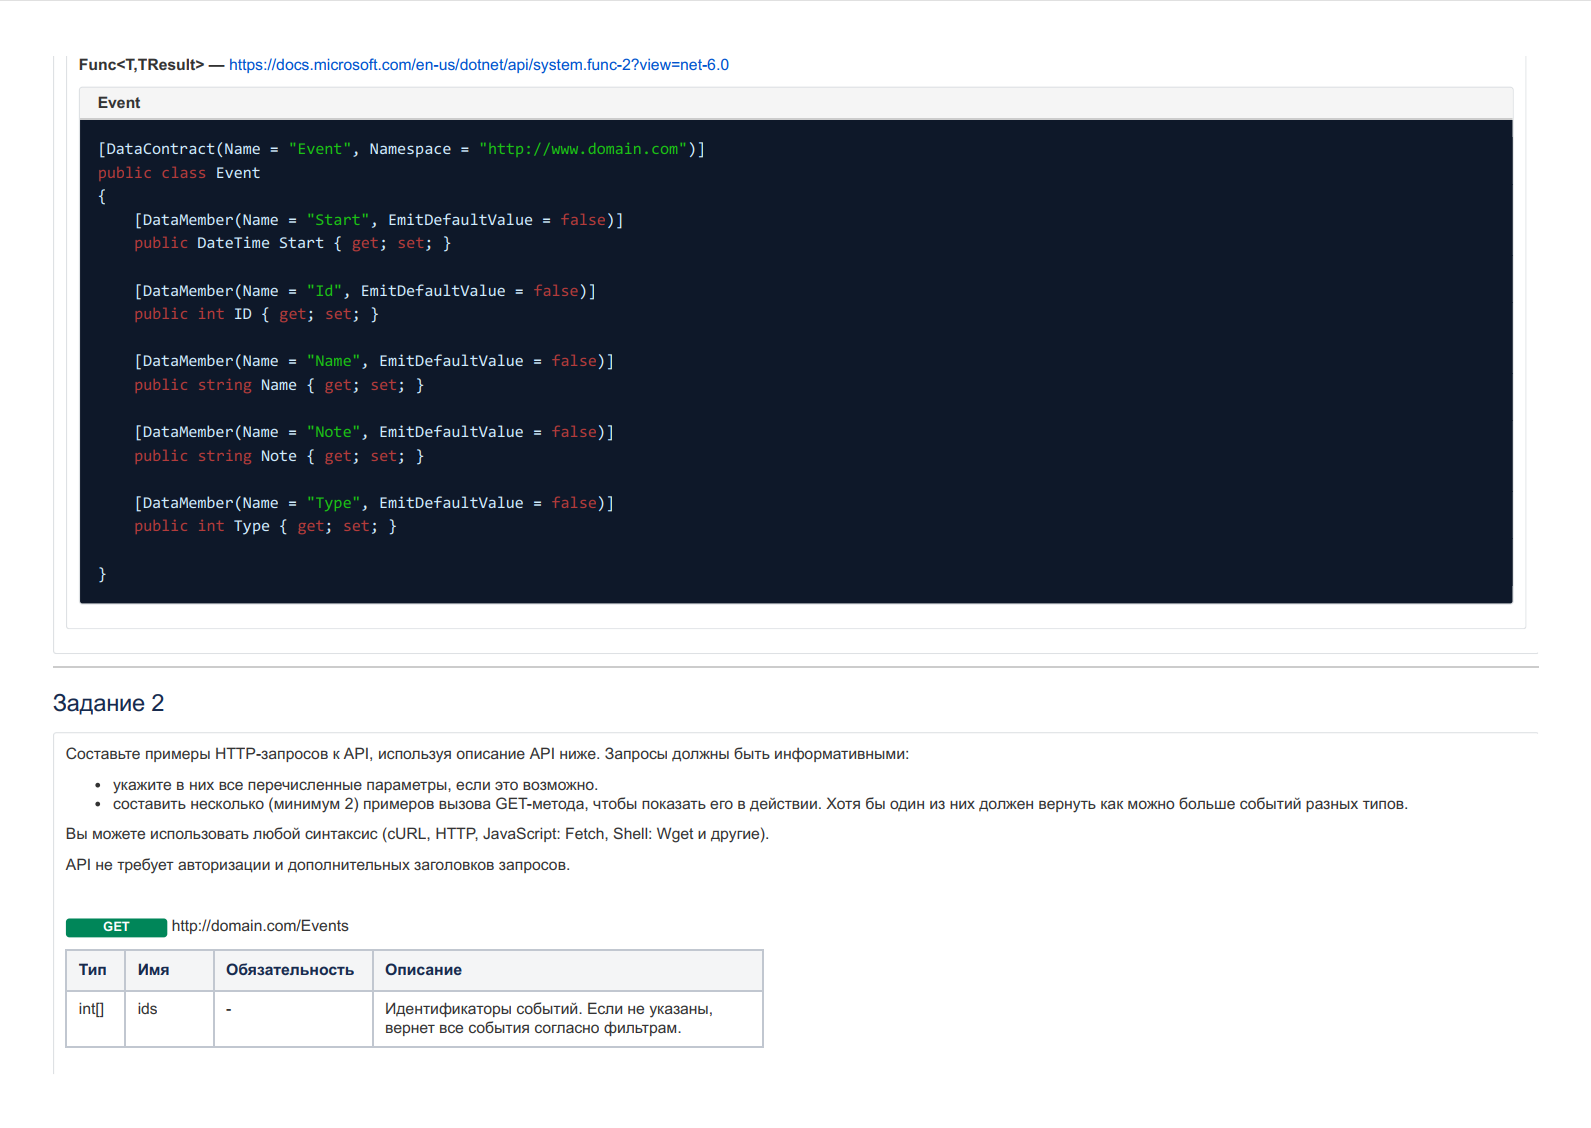 Func<T,TResult> — https://docs.microsoft.com/en-us/dotnet/api/system.func-2?view=net-6.0
Event
[DataContract(Name = "Event", Namespace = "http://www.domain.com")]
public class Event
{
    [DataMember(Name = "Start", EmitDefaultValue = false)]
    public DateTime Start { get; set; }
    [DataMember(Name = "Id", EmitDefaultValue = false)]
    public int ID { get; set; }
    [DataMember(Name = "Name", EmitDefaultValue = false)]
    public string Name { get; set; }
    [DataMember(Name = "Note", EmitDefaultValue = false)]
    public string Note { get; set; }
    [DataMember(Name = "Type", EmitDefaultValue = false)]
    public int Type { get; set; }
}
Задание 2
Составьте примеры HTTP-запросов к API, используя описание API ниже. Запросы должны быть информативными:
• укажите в них все перечисленные параметры, если это возможно.
• составить несколько (минимум 2) примеров вызова GET-метода, чтобы показать его в действии. Хотя бы один из них должен вернуть как можно больше событий разных типов.
Вы можете использовать любой синтаксис (cURL, HTTP, JavaScript: Fetch, Shell: Wget и другие).
API не требует авторизации и дополнительных заголовков запросов.
GET http://domain.com/Events
Тип Имя Обязательность Описание
int[] ids - Идентификаторы событий. Если не указаны,
вернет все события согласно фильтрам.